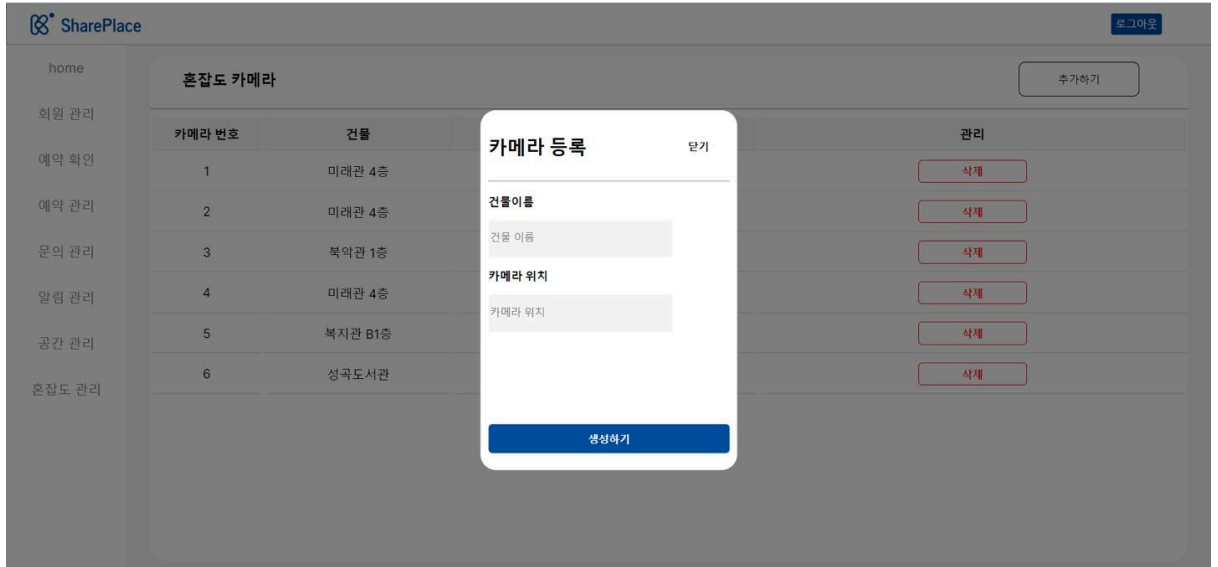 SharePlace
로그아웃
home
회원 관리
예약 확인
예약 관리
문의 관리
알림 관리
공간 관리
혼잡도 관리
혼잡도 카메라
추가하기
카메라 번호 건물 관리
1 미래관 4층 삭제
2 미래관 4층 삭제
3 북악관 1층 삭제
4 미래관 4층 삭제
5 복지관 B1층 삭제
6 성곡도서관 삭제
카메라 등록 닫기
건물이름
건물 이름
카메라 위치
카메라 위치
생성하기